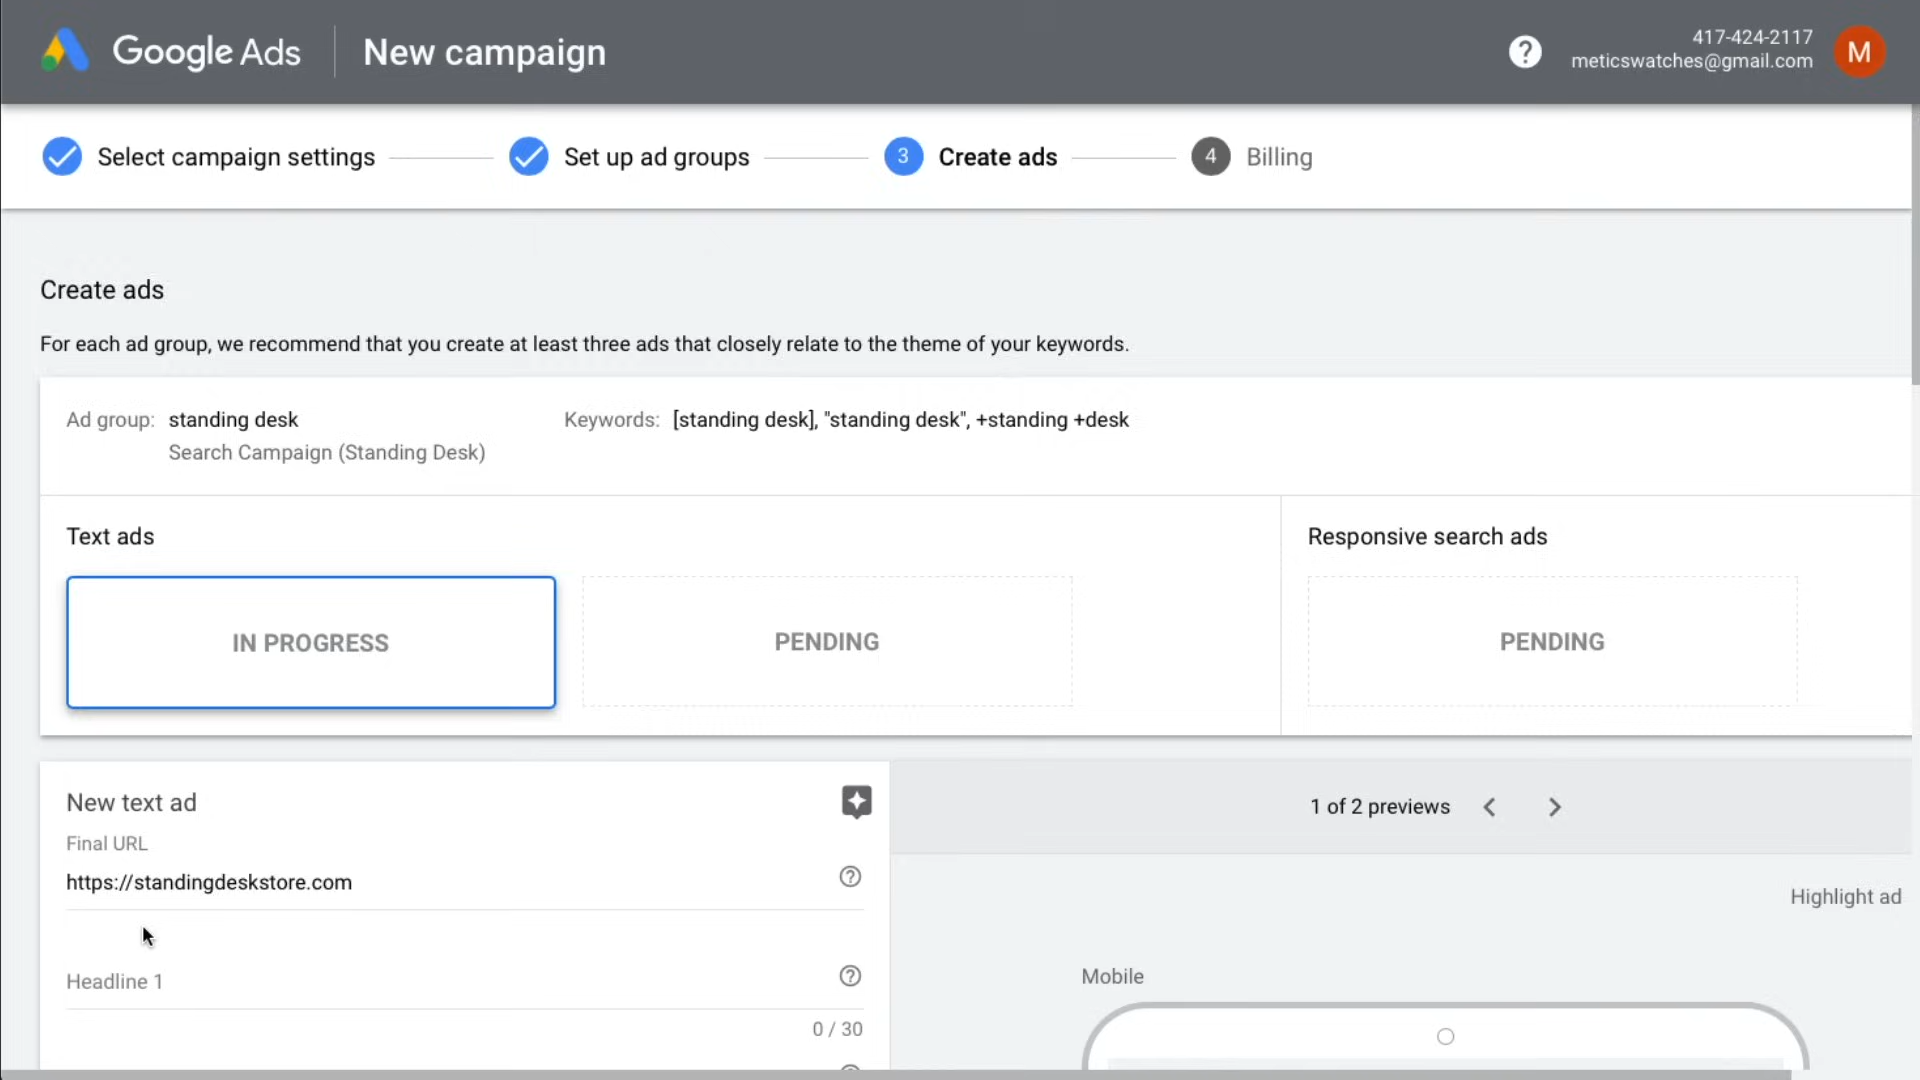 Google Ads
New campaign
417-424-2117
meticswatches@gmail.com
M
Select campaign settings
Set up ad groups
3 Create ads
4 Billing
Create ads
For each ad group, we recommend that you create at least three ads that closely relate to the theme of your keywords.
Ad group: standing desk
Search Campaign (Standing Desk)
Keywords: [standing desk], "standing desk", +standing +desk
Text ads
Responsive search ads
IN PROGRESS
PENDING
PENDING
New text ad
Final URL
https://standingdeskstore.com
Headline 1
0 / 30
1 of 2 previews
Highlight ad
Mobile